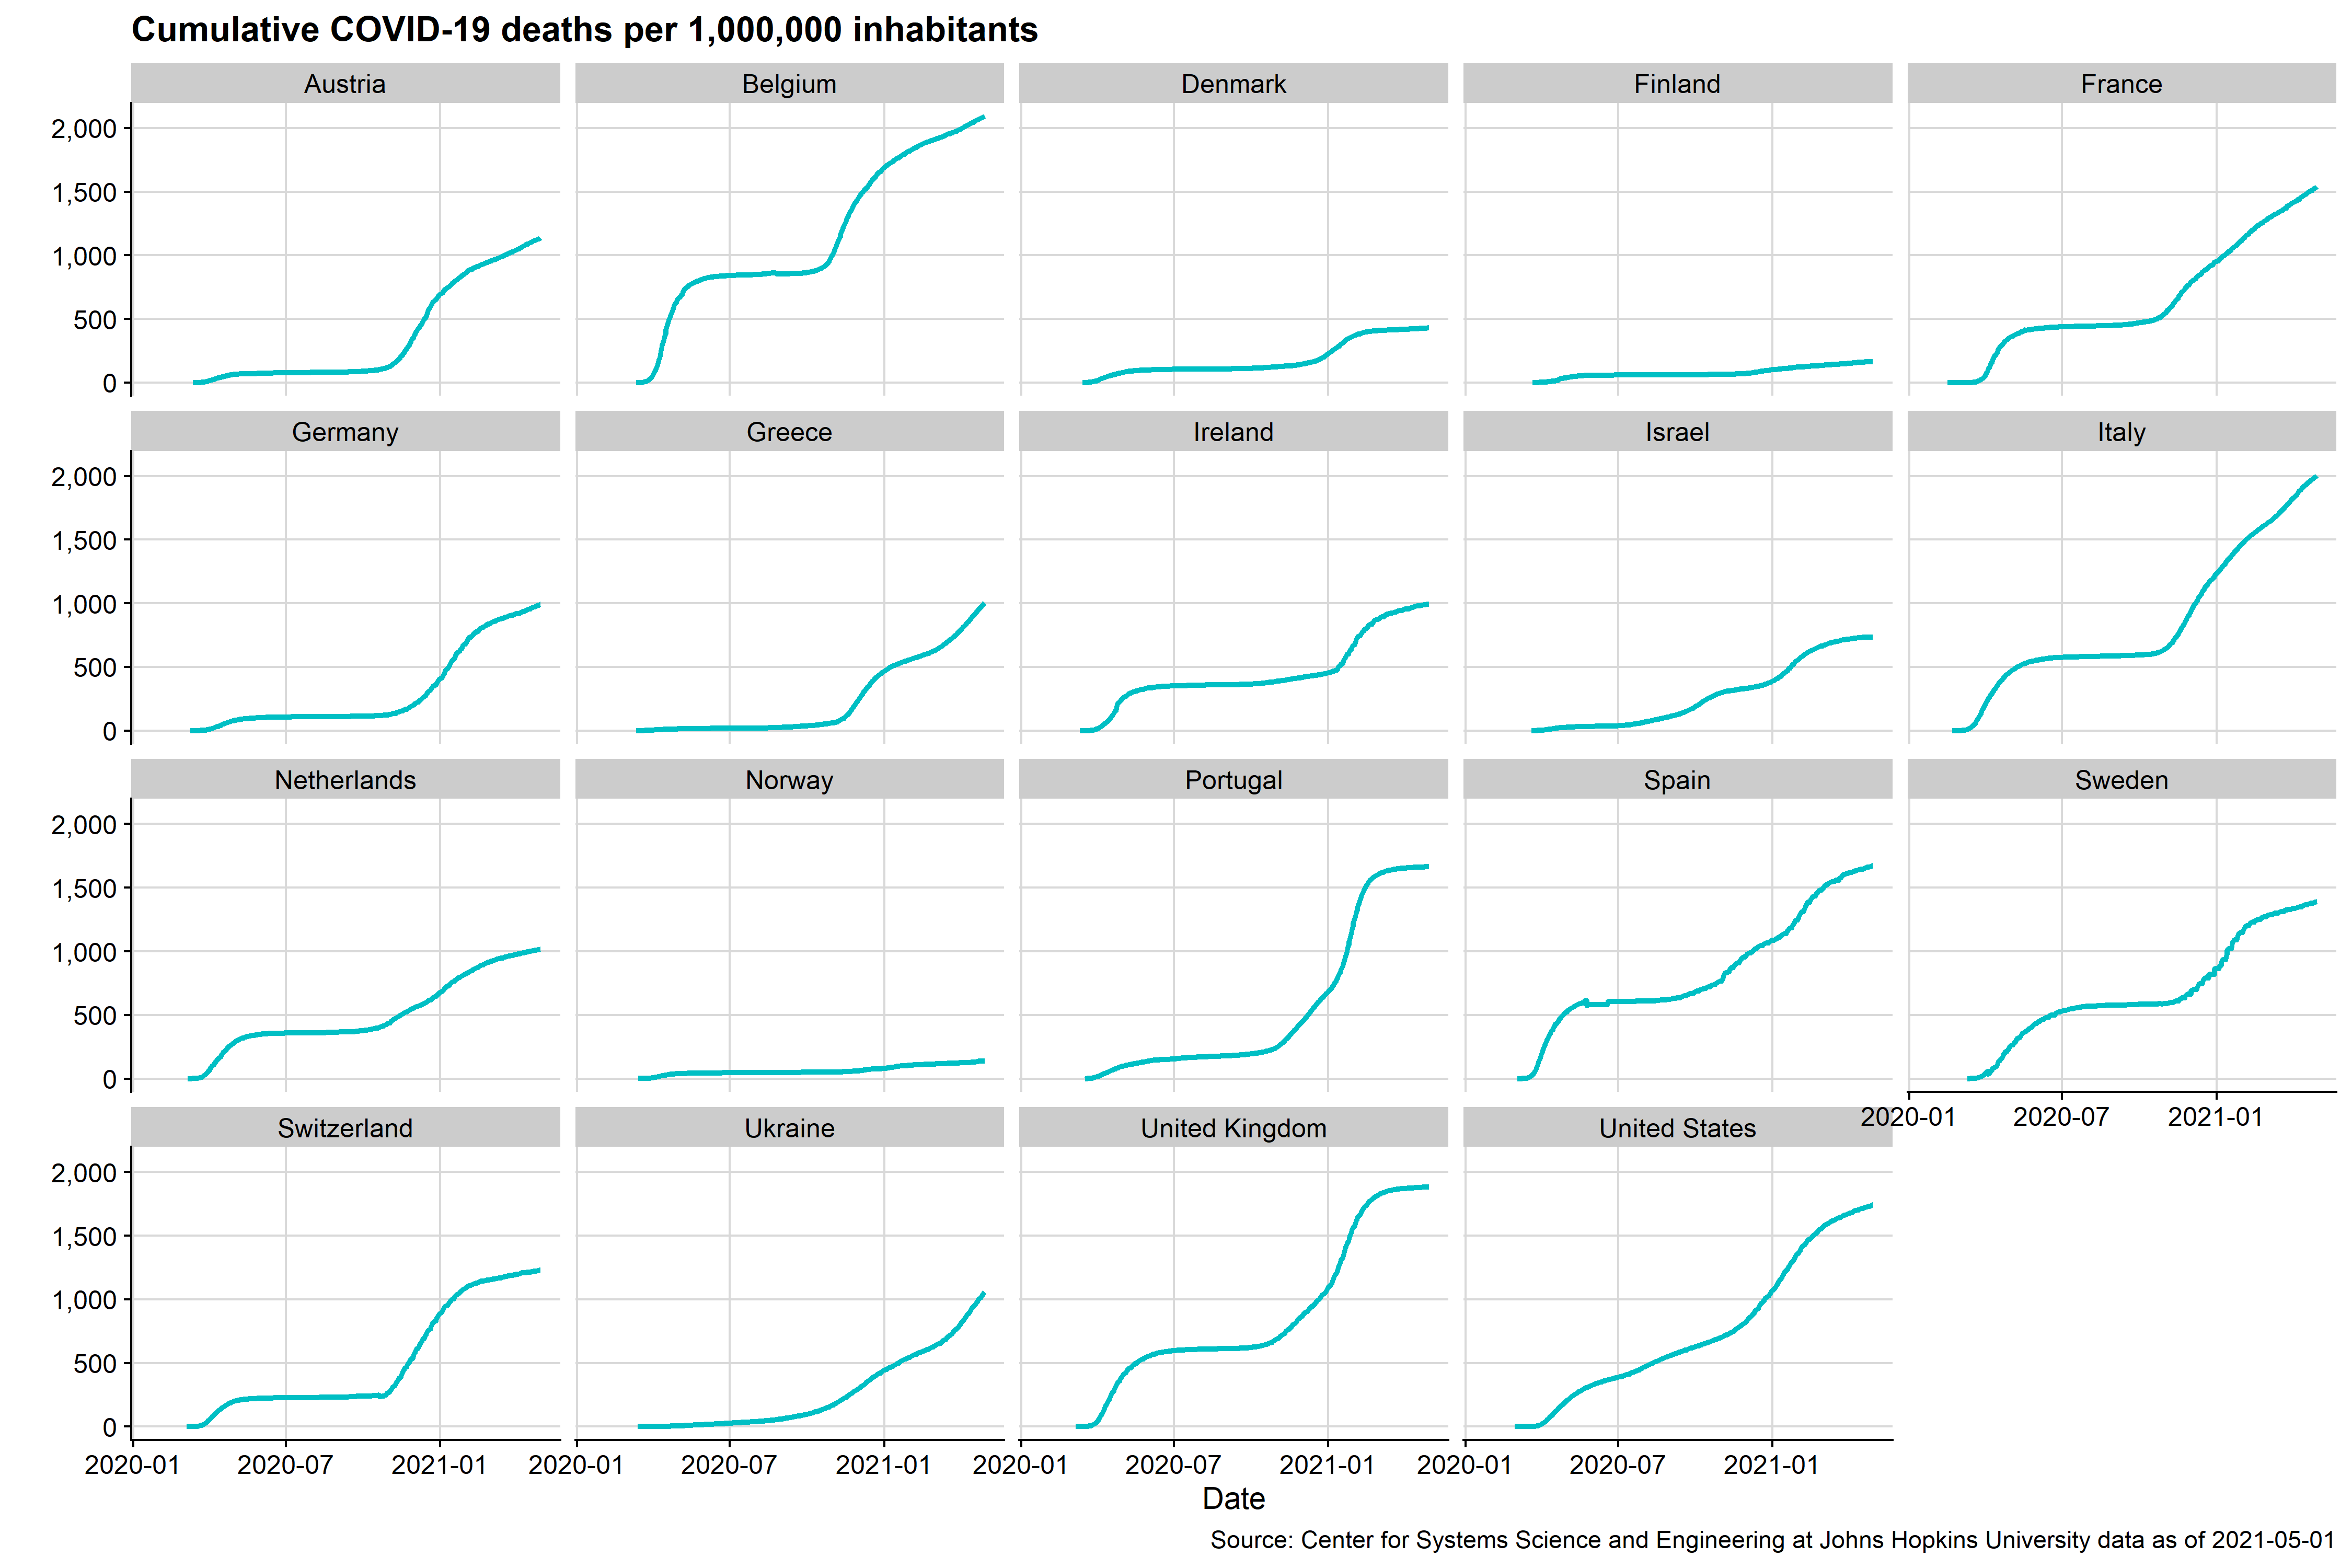 Cumulative COVID-19 deaths per 1,000,000 inhabitants
Austria Belgium Denmark Finland France
2,000
1,500
1,000
500
0
Germany Greece Ireland Israel Italy
2,000
1,500
1,000
500
0
Netherlands Norway Portugal Spain Sweden
2,000
1,500
1,000
500
0
2020-01 2020-07 2021-01
Switzerland Ukraine United Kingdom United States
2,000
1,500
1,000
500
0
2020-01 2020-07 2021-01 2020-01 2020-07 2021-01 2020-01 2020-07 2021-01 2020-01 2020-07 2021-01
Date
Source: Center for Systems Science and Engineering at Johns Hopkins University data as of 2021-05-01